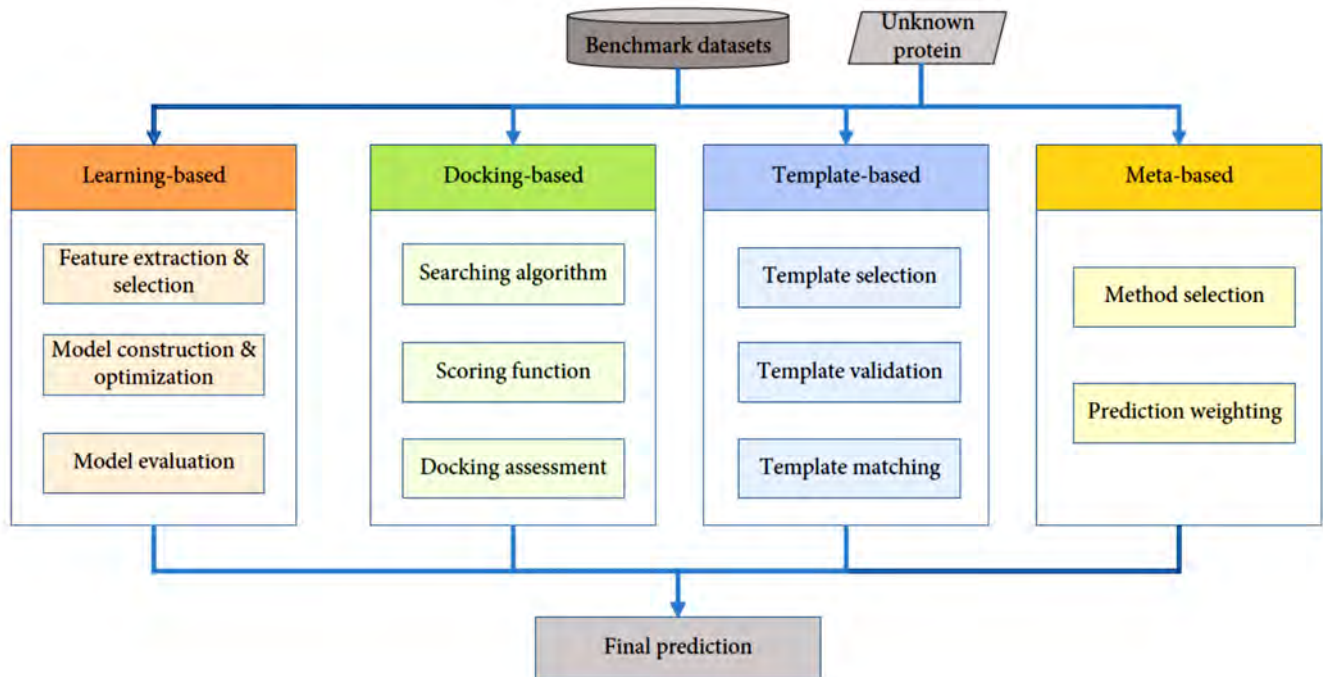 Benchmark datasets
Unknown
protein
Learning-based
Feature extraction &
selection
Model construction &
optimization
Model evaluation
Docking-based
Searching algorithm
Scoring function
Docking assessment
Template-based
Template selection
Template validation
Template matching
Meta-based
Method selection
Prediction weighting
Final prediction